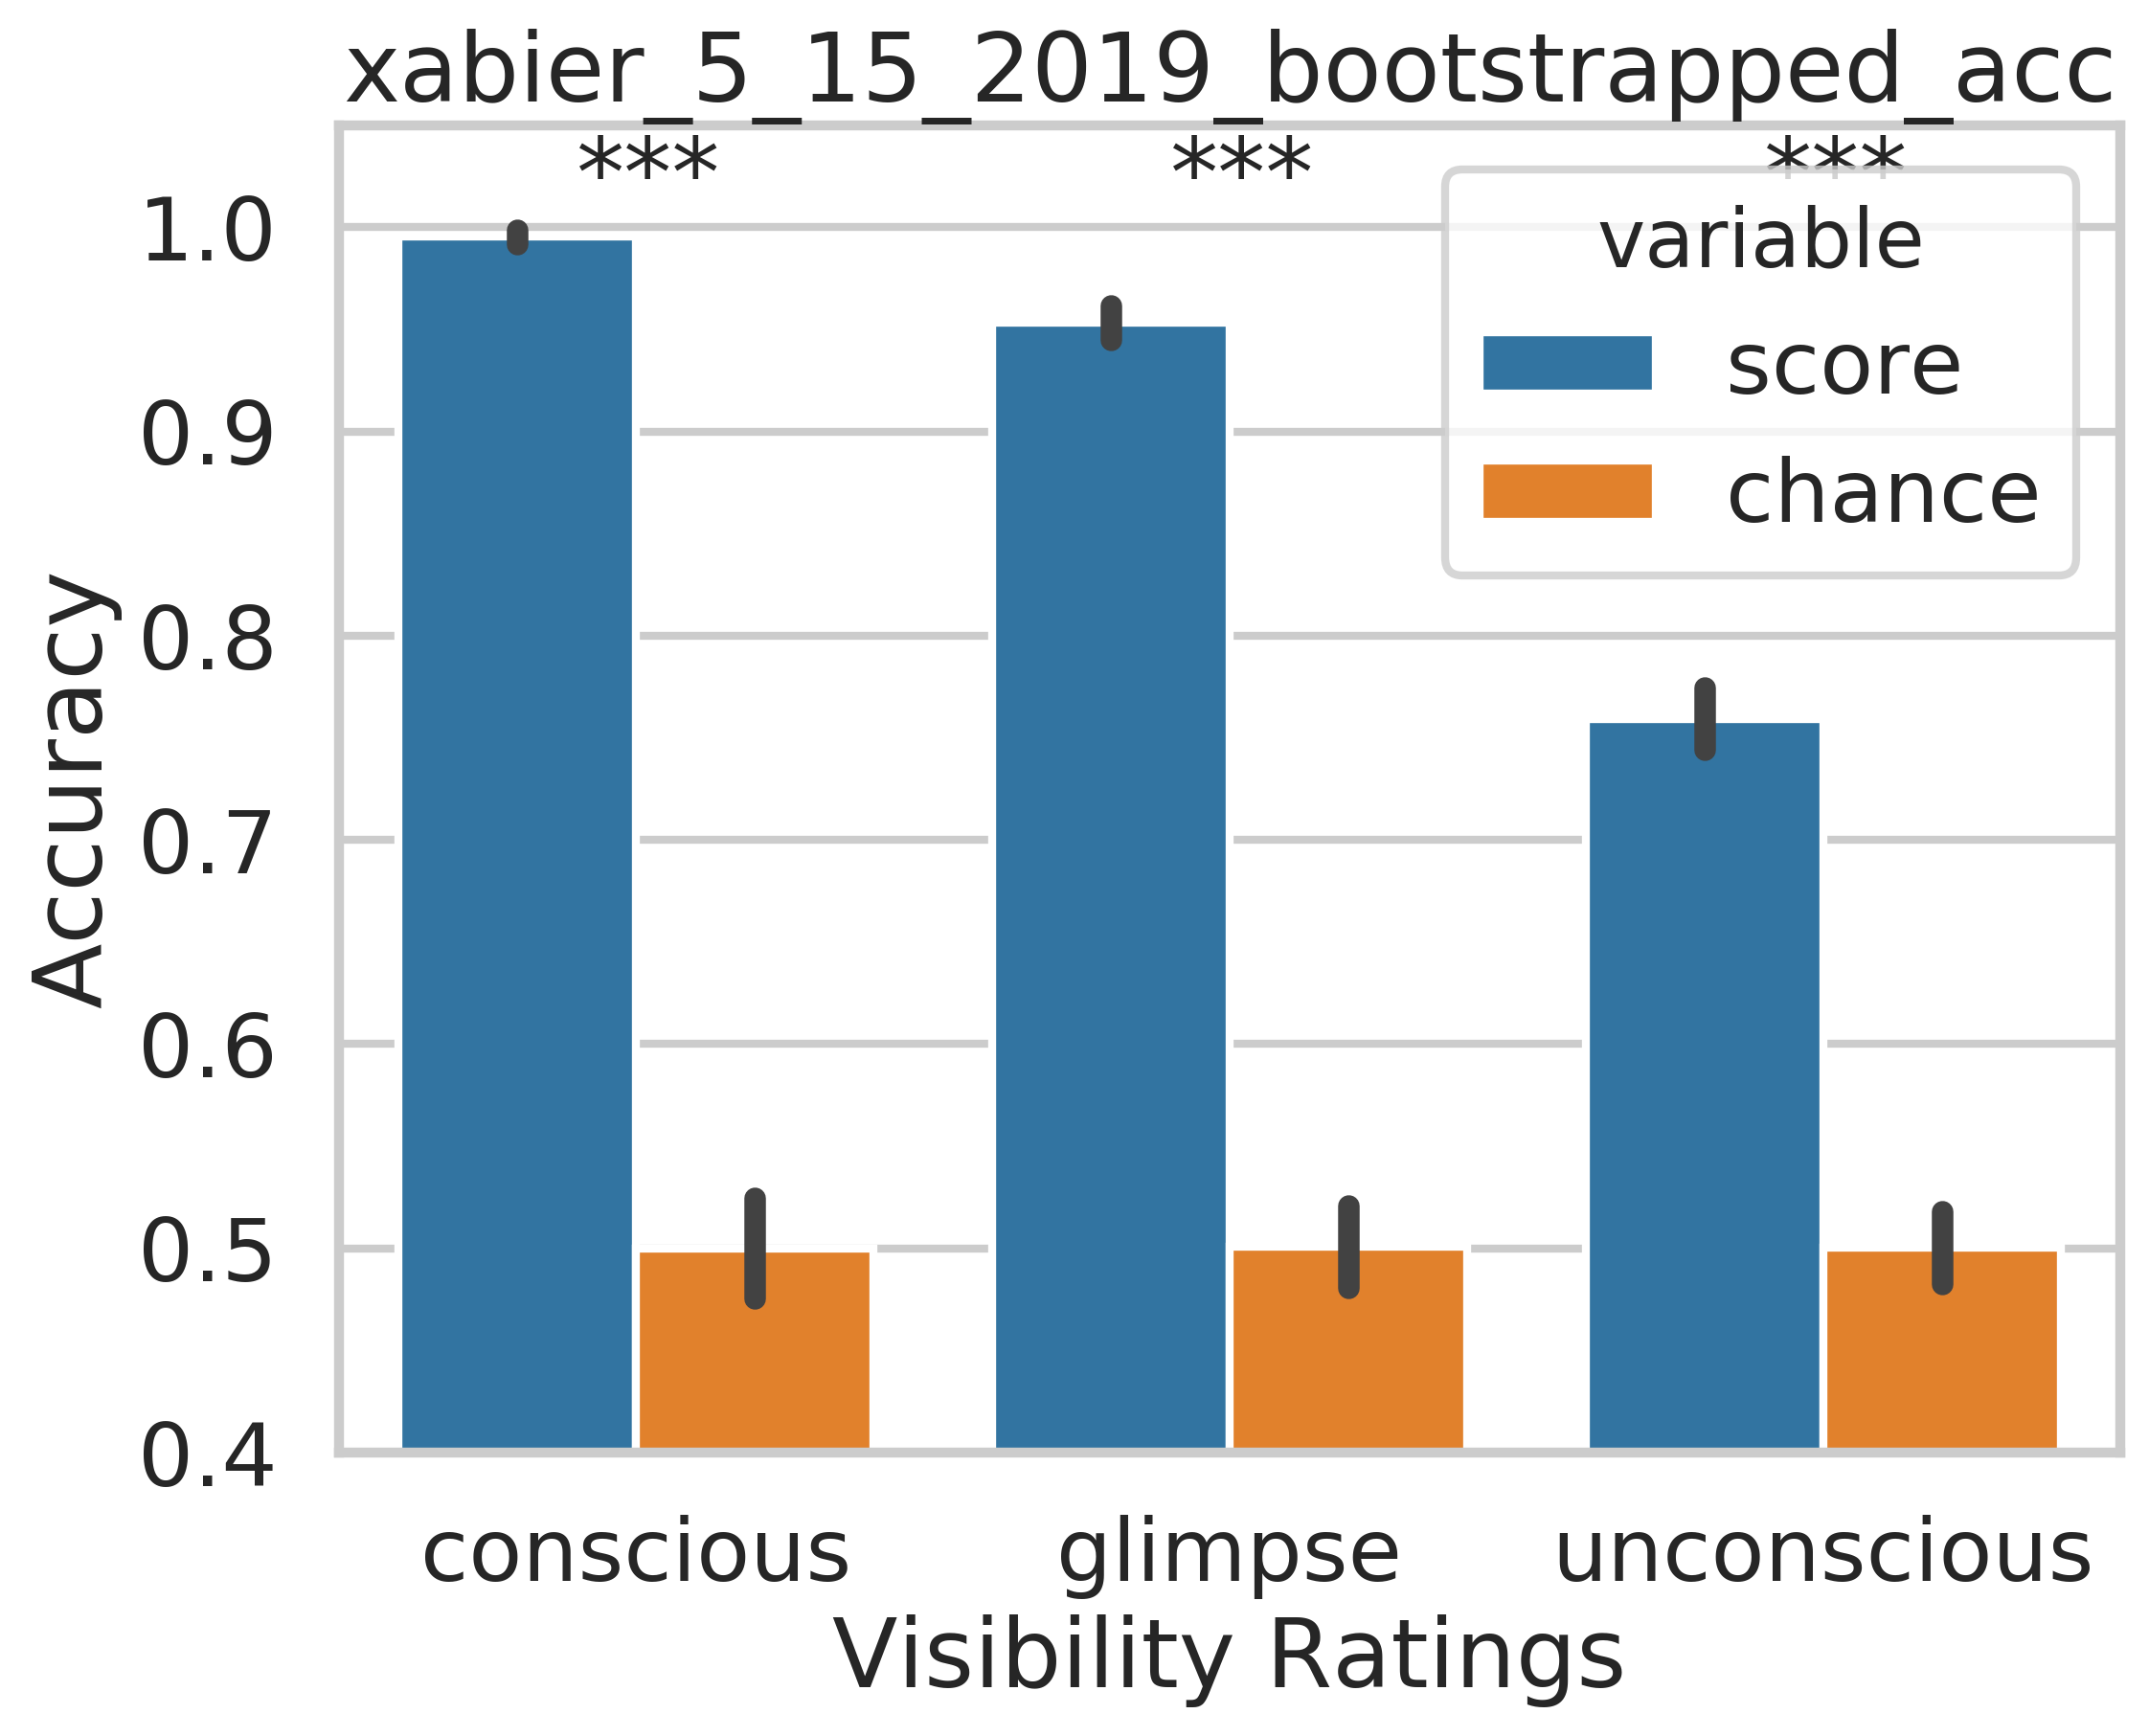 xabier_5_15_2019_bootstrapped_acc
*** *** ***
1.0
0.9
0.8
0.7
0.6
0.5
0.4
Accuracy
variable
score
chance
conscious glimpse unconscious
Visibility Ratings